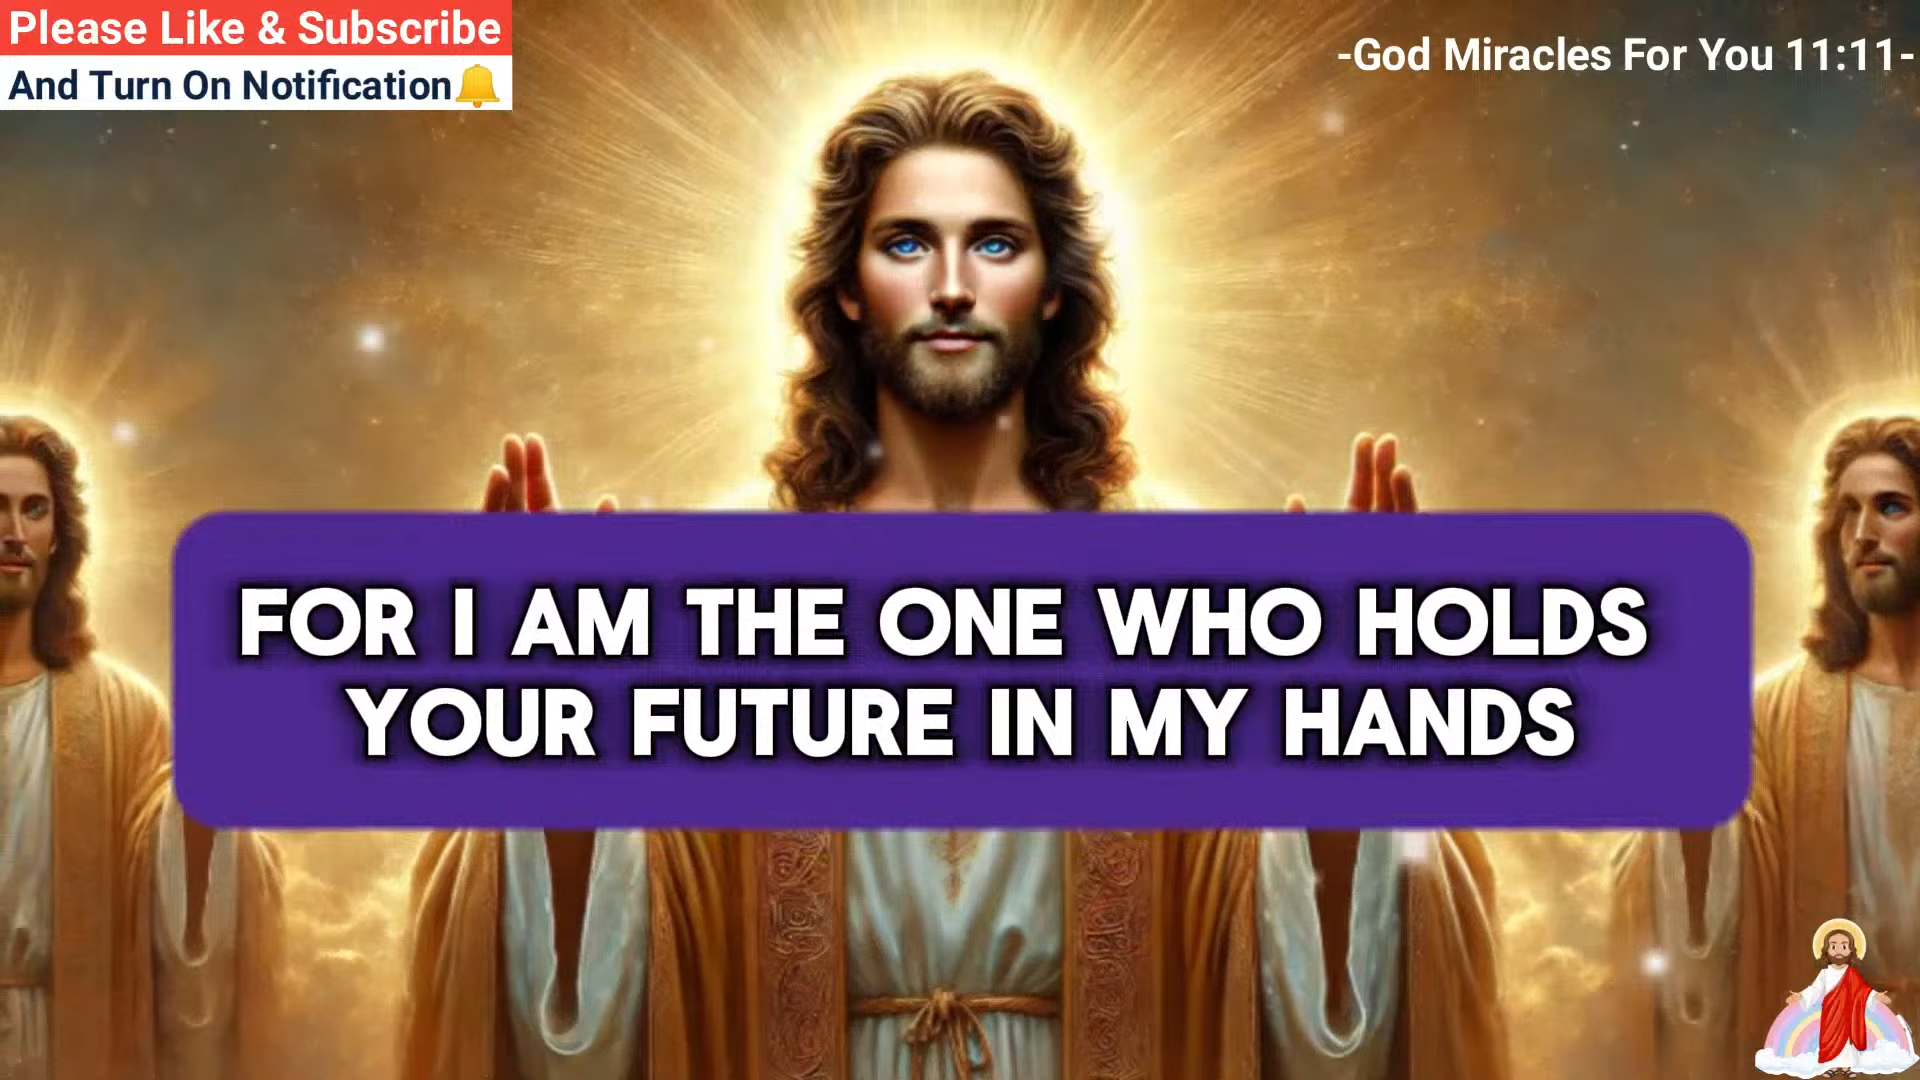 Please Like & Subscribe
And Turn On Notification🔔
-God Miracles For You 11:11-
FOR I AM THE ONE WHO HOLDS
YOUR FUTURE IN MY HANDS